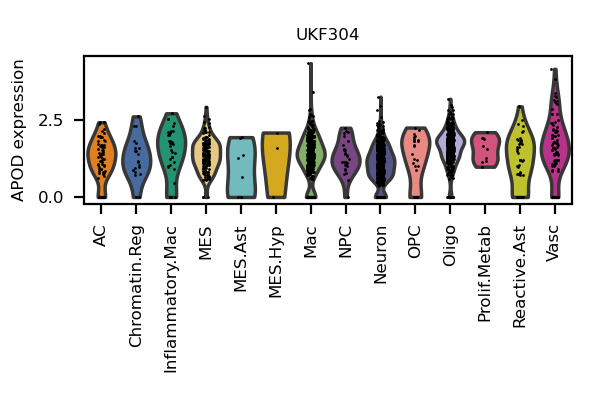 UKF304
APOD expression
2.5
0.0
AC
Chromatin.Reg
Inflammatory.Mac
MES
MES.Ast
MES.Hyp
Mac
NPC
Neuron
OPC
Oligo
Prolif.Metab
Reactive.Ast
Vasc